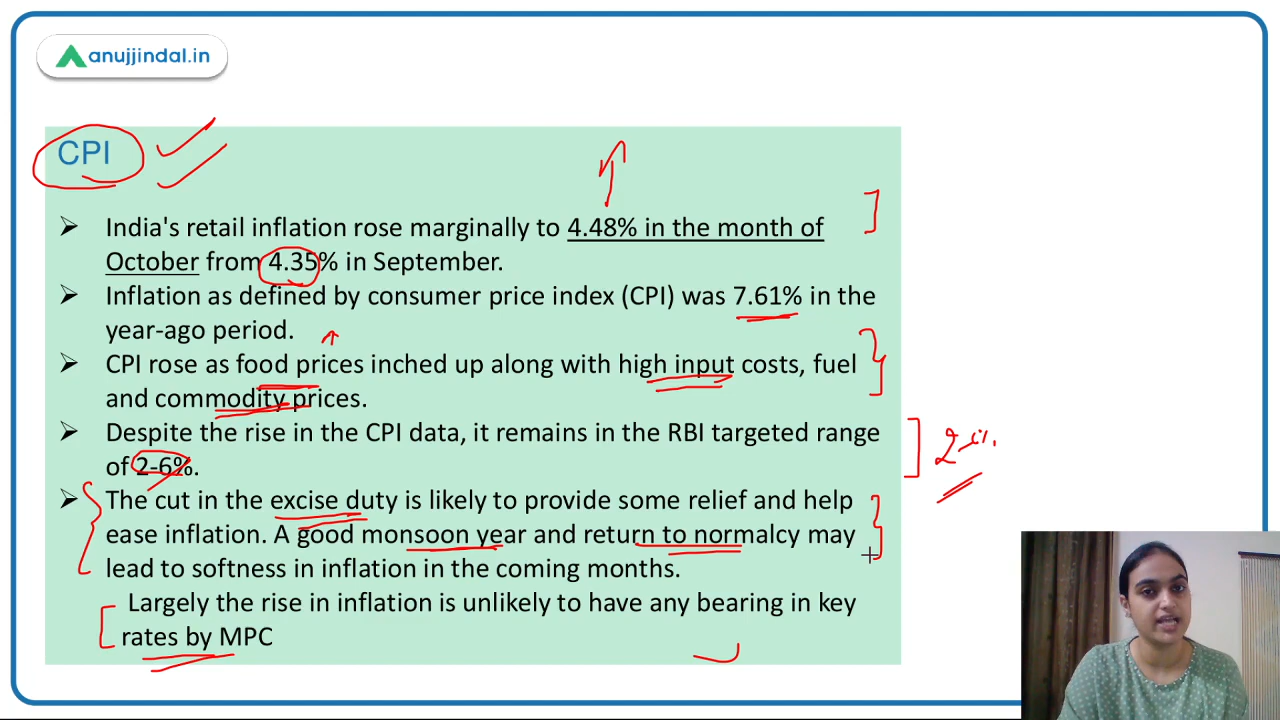 anujjindal.in
CPI
➢ India's retail inflation rose marginally to 4.48% in the month of
October from 4.35% in September.
➢ Inflation as defined by consumer price index (CPI) was 7.61% in the
year-ago period.
➢ CPI rose as food prices inched up along with high input costs, fuel
and commodity prices.
➢ Despite the rise in the CPI data, it remains in the RBI targeted range
of 2-6%.
➢ The cut in the excise duty is likely to provide some relief and help
ease inflation. A good monsoon year and return to normalcy may
lead to softness in inflation in the coming months.
Largely the rise in inflation is unlikely to have any bearing in key
rates by MPC